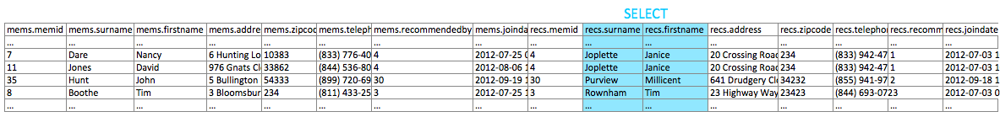 SELECT
mems.memid mems.surname mems.firstname mems.addre mems.zipcod mems.teleph mems.recommendedby mems.joinda recs.memid recs.surname recs.firstname recs.address recs.zipcode recs.telepho recs.recomm recs.joindate
... ... ... ... ... ... ... ... ... ... ... ... ... ... ... ...
7 Dare Nancy 6 Hunting Lo 10383 (833) 776-40 4 2012-07-25 0 4 Joplette Janice 20 Crossing Road 234 (833) 942-47 1 2012-07-03 1
11 Jones David 976 Gnats Cl 33862 (844) 536-80 4 2012-08-06 1 4 Joplette Janice 20 Crossing Road 234 (833) 942-47 1 2012-07-03 1
35 Hunt John 5 Bullington 54333 (899) 720-69 30 2012-09-19 1 30 Purview Millicent 641 Drudgery Cl 34232 (855) 941-97 2 2012-09-18 1
8 Boothe Tim 3 Bloomsbur 234 (811) 433-25 3 2012-07-25 1 3 Rownham Tim 23 Highway Way 23423 (844) 693-07 23 2012-07-03 0
... ... ... ... ... ... ... ... ... ... ... ... ... ... ... ...